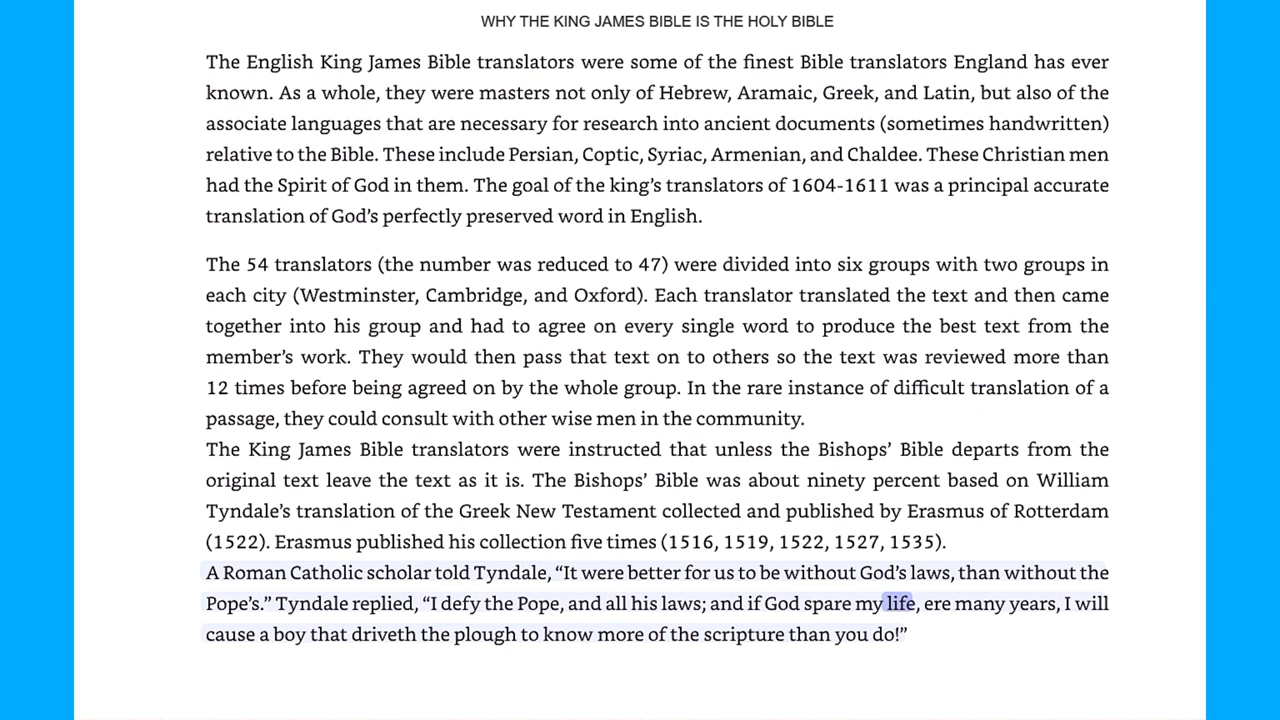 WHY THE KING JAMES BIBLE IS THE HOLY BIBLE
The English King James Bible translators were some of the finest Bible translators England has ever
known. As a whole, they were masters not only of Hebrew, Aramaic, Greek, and Latin, but also of the
associate languages that are necessary for research into ancient documents (sometimes handwritten)
relative to the Bible. These include Persian, Coptic, Syriac, Armenian, and Chaldee. These Christian men
had the Spirit of God in them. The goal of the king’s translators of 1604-1611 was a principal accurate
translation of God’s perfectly preserved word in English.
The 54 translators (the number was reduced to 47) were divided into six groups with two groups in
each city (Westminster, Cambridge, and Oxford). Each translator translated the text and then came
together into his group and had to agree on every single word to produce the best text from the
member’s work. They would then pass that text on to others so the text was reviewed more than
12 times before being agreed on by the whole group. In the rare instance of difficult translation of a
passage, they could consult with other wise men in the community.
The King James Bible translators were instructed that unless the Bishops’ Bible departs from the
original text leave the text as it is. The Bishops’ Bible was about ninety percent based on William
Tyndale’s translation of the Greek New Testament collected and published by Erasmus of Rotterdam
(1522). Erasmus published his collection five times (1516, 1519, 1522, 1527, 1535).
A Roman Catholic scholar told Tyndale, “It were better for us to be without God’s laws, than without the
Pope’s.” Tyndale replied, “I defy the Pope, and all his laws; and if God spare my life, ere many years, I will
cause a boy that driveth the plough to know more of the scripture than you do!”